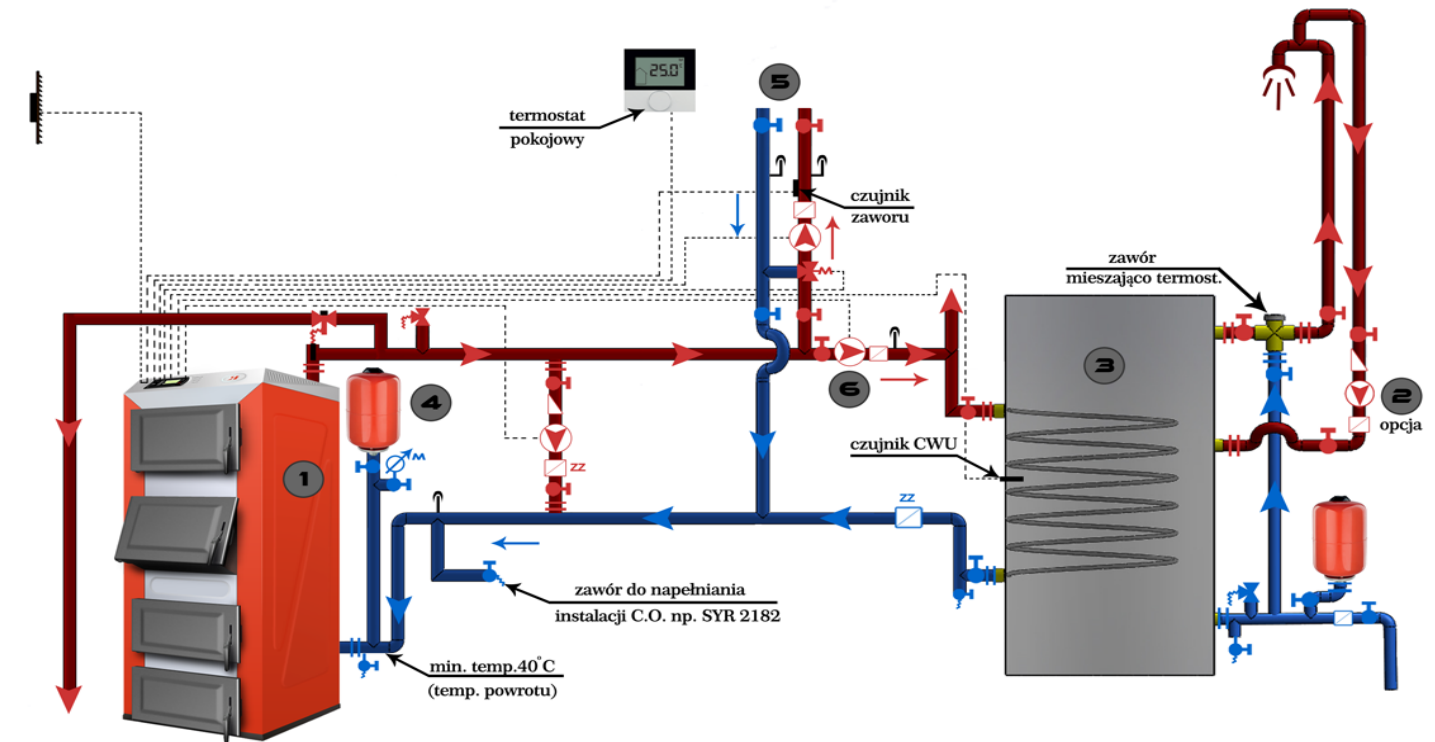 25.0°
5
termostat
pokojowy
czujnik
zaworu
zawór
mieszająco termost.
3
6
4
2
opcja
czujnik CWU
1
zz
zz
zawór do napełniania
instalacji C.O. np. SYR 2182
min. temp.40°C
(temp. powrotu)